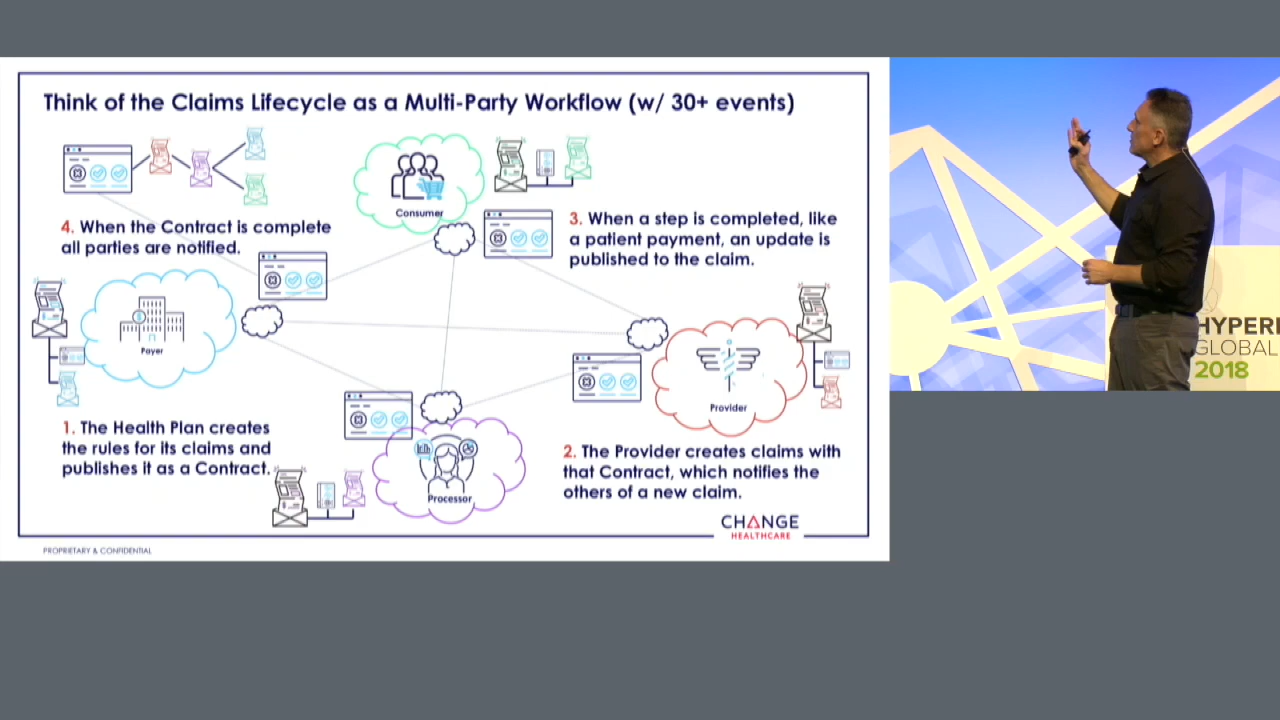 Think of the Claims Lifecycle as a Multi-Party Workflow (w/ 30+ events)
Consumer
4. When the Contract is complete
all parties are notified.
3. When a step is completed, like
a patient payment, an update is
published to the claim.
Payer
Provider
1. The Health Plan creates
the rules for its claims and
publishes it as a Contract.
2. The Provider creates claims with
that Contract, which notifies the
others of a new claim.
Processor
CHANGE
HEALTHCARE
PROPRIETARY & CONFIDENTIAL
HYPER
GLOBAL
2018